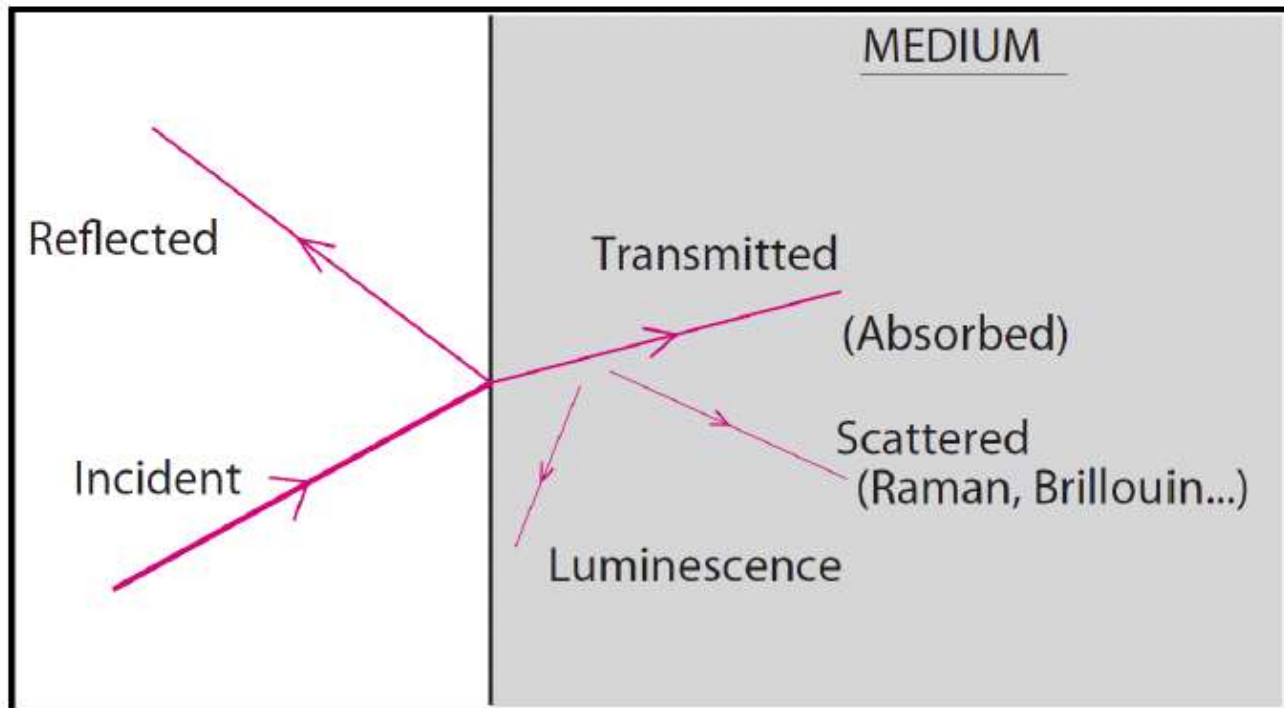 MEDIUM
Reflected
Transmitted
(Absorbed)
Incident
Scattered
(Raman, Brillouin...)
Luminescence